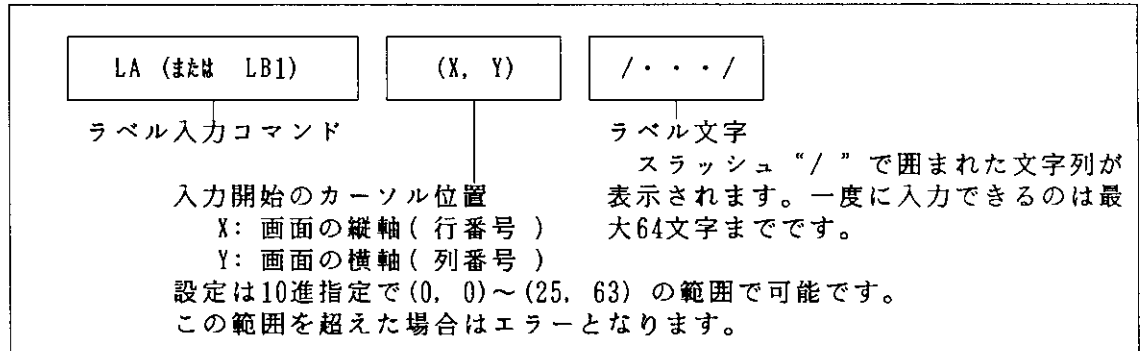 LA (または LB1)
(X, Y)
/・・・/
ラベル入力コマンド
入力開始のカーソル位置
X: 画面の縦軸( 行番号 )
Y: 画面の横軸( 列番号 )
設定は10進指定で(0, 0)～(25, 63) の範囲で可能です。
この範囲を超えた場合はエラーとなります。
ラベル文字
スラッシュ “/ ” で囲まれた文字列が
表示されます。一度に入力できるのは最
大64文字までです。